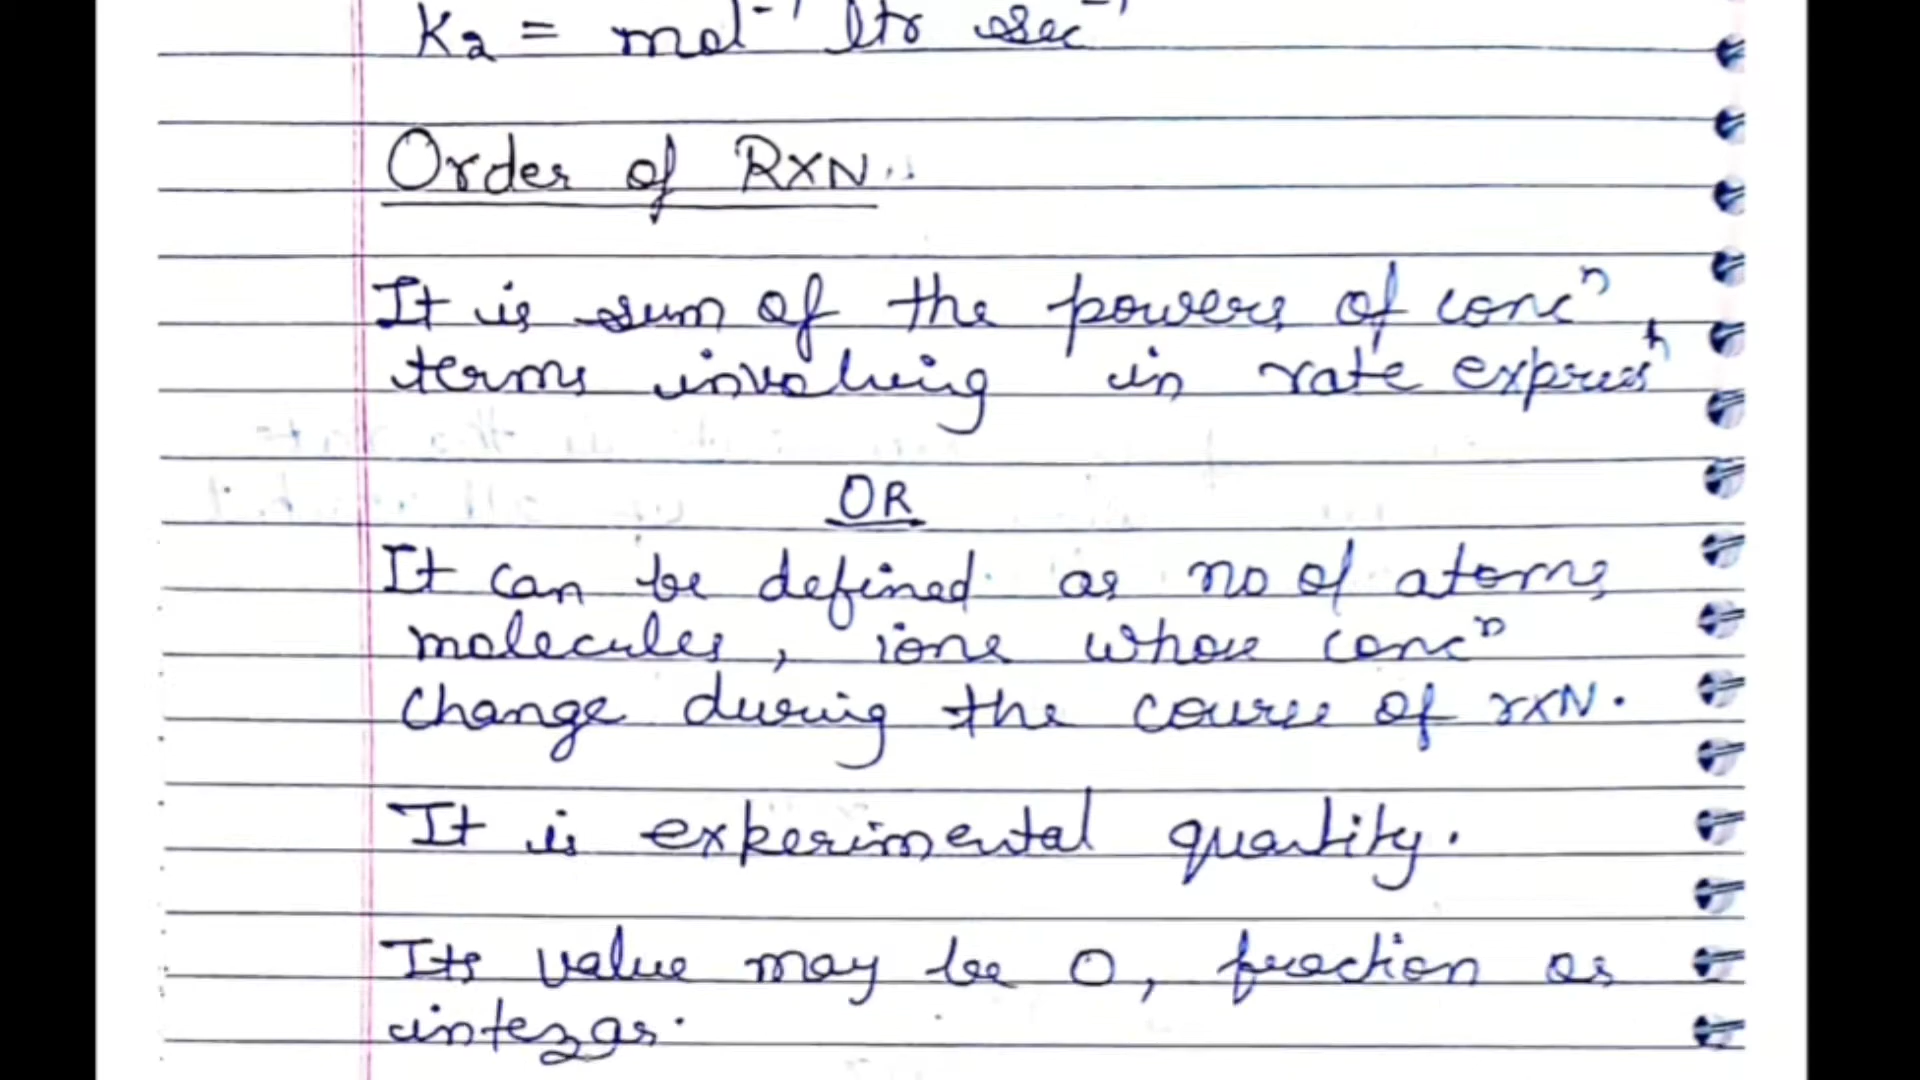 K2 = mol⁻¹ ltr sec⁻¹
Order of RXN.
It is sum of the powers of concⁿ
terms involving in rate expressⁿ
OR
It can be defined as no of atoms
molecules, ions whose concⁿ
change during the course of rxN.
It is experimental quantity.
Its value may be 0, fraction or
integar.